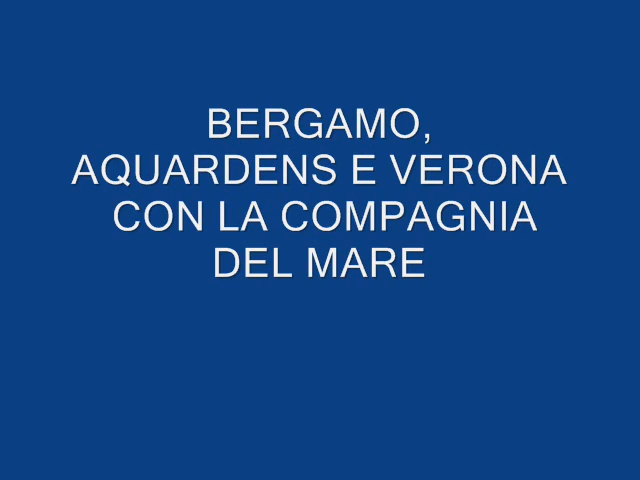 BERGAMO,
AQUARDENS E VERONA
CON LA COMPAGNIA
DEL MARE